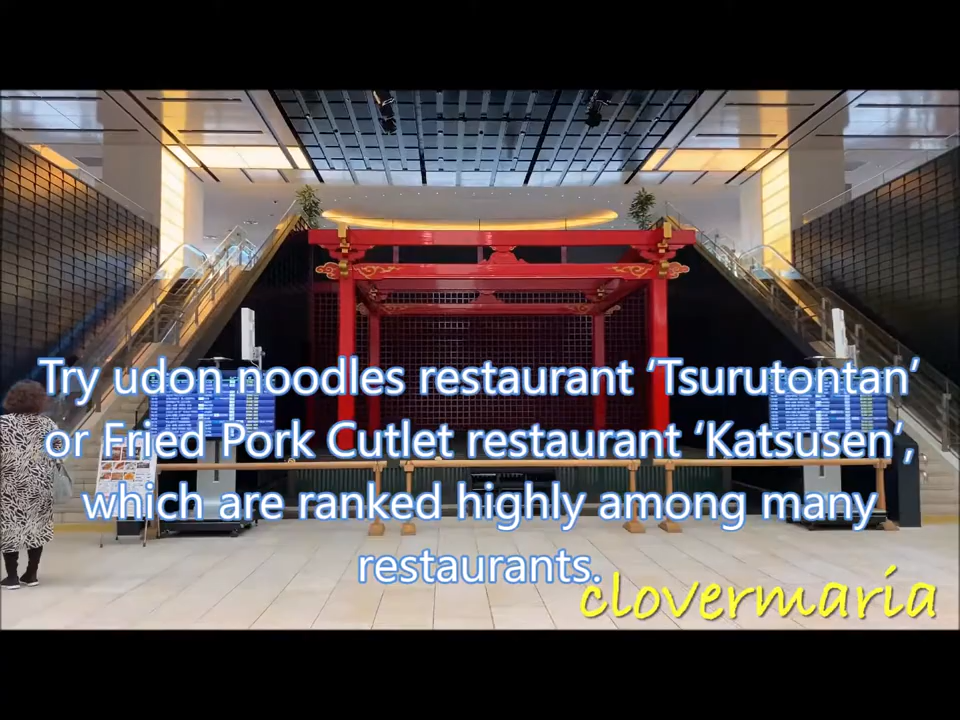 Try udon noodles restaurant ‘Tsurutontan’
or Fried Pork Cutlet restaurant ‘Katsusen’,
which are ranked highly among many
restaurants.
clovermaria